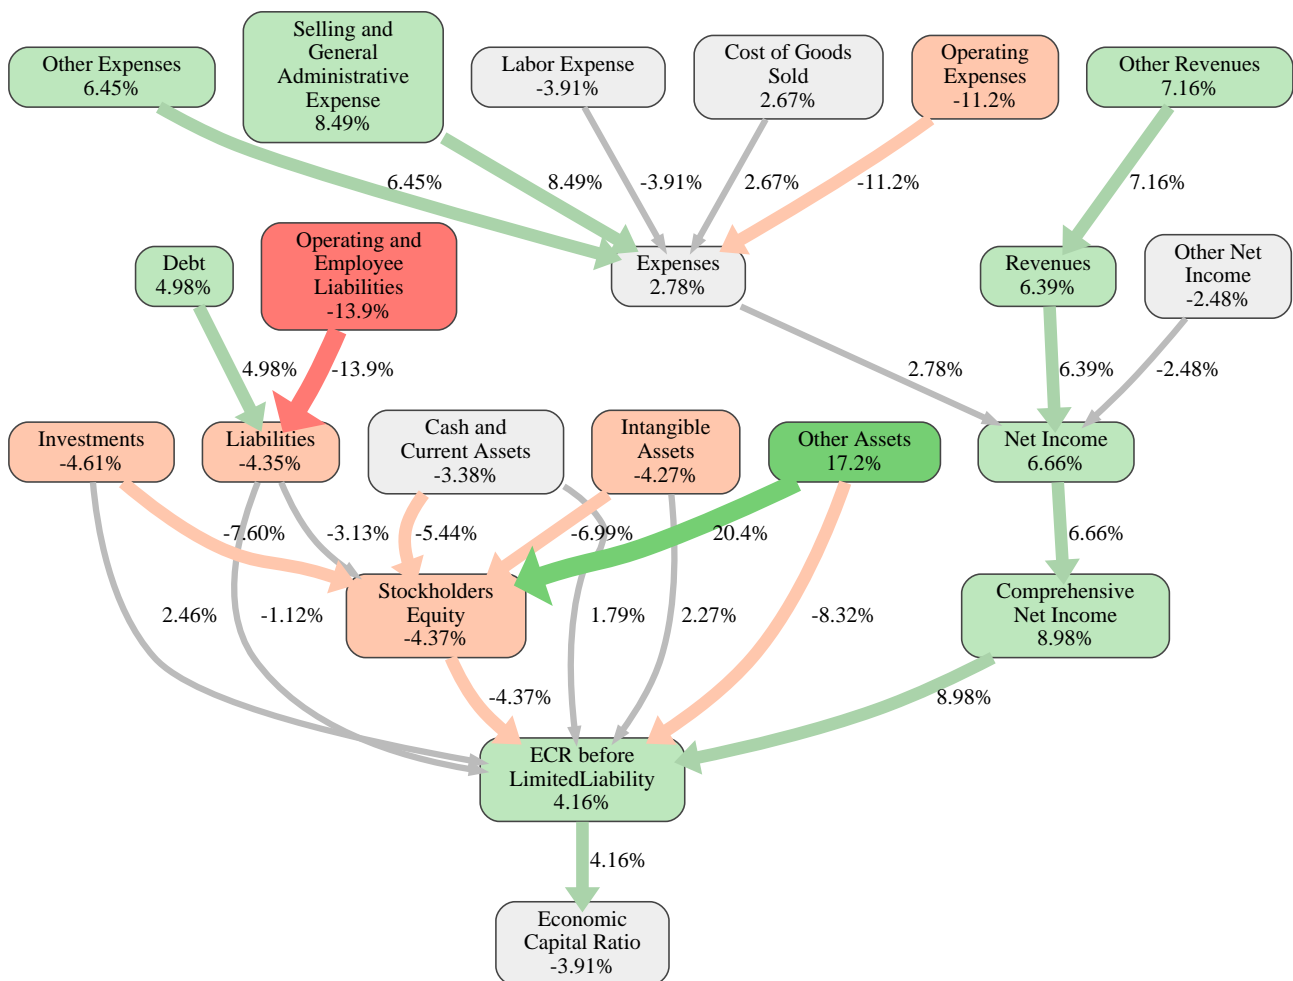 Other Expenses
6.45%
Selling and
General
Administrative
Expense
8.49%
Labor Expense
-3.91%
Cost of Goods
Sold
2.67%
Operating
Expenses
-11.2%
Other Revenues
7.16%
6.45%
8.49%
-3.91%
2.67%
-11.2%
7.16%
Debt
4.98%
Operating and
Employee
Liabilities
-13.9%
Expenses
2.78%
Revenues
6.39%
Other Net
Income
-2.48%
4.98%
-13.9%
2.78%
6.39%
-2.48%
Investments
-4.61%
Liabilities
-4.35%
Cash and
Current Assets
-3.38%
Intangible
Assets
-4.27%
Other Assets
17.2%
Net Income
6.66%
-7.60%
-3.13%
-5.44%
-6.99%
20.4%
6.66%
2.46%
-1.12%
Stockholders
Equity
-4.37%
1.79%
2.27%
-8.32%
Comprehensive
Net Income
8.98%
-4.37%
8.98%
ECR before
LimitedLiability
4.16%
4.16%
Economic
Capital Ratio
-3.91%